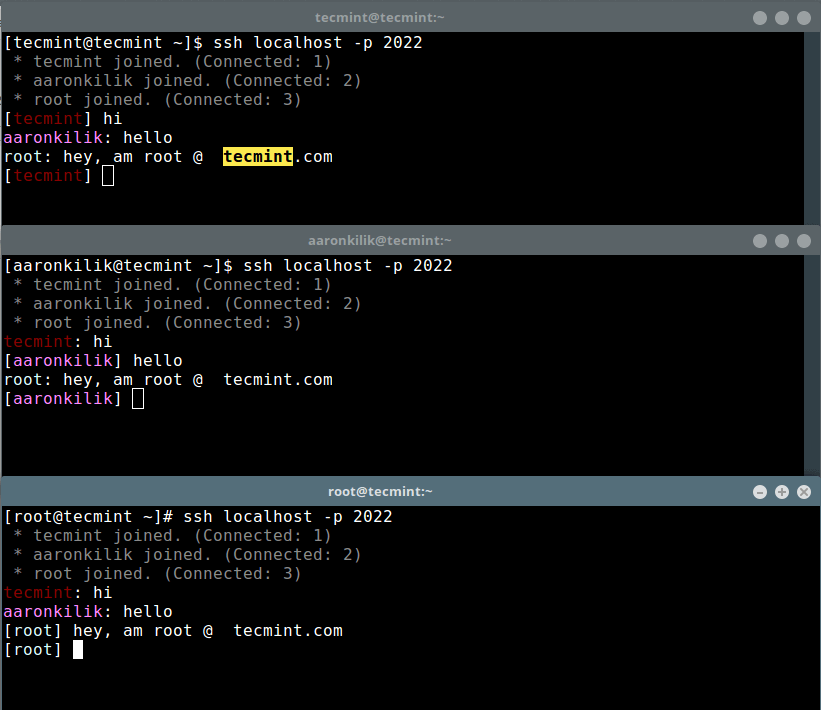 tecmint@tecmint:~
[tecmint@tecmint ~]$ ssh localhost -p 2022
 * tecmint joined. (Connected: 1)
 * aaronkilik joined. (Connected: 2)
 * root joined. (Connected: 3)
[tecmint] hi
aaronkilik: hello
root: hey, am root @  tecmint.com
[tecmint]
aaronkilik@tecmint:~
[aaronkilik@tecmint ~]$ ssh localhost -p 2022
 * tecmint joined. (Connected: 1)
 * aaronkilik joined. (Connected: 2)
 * root joined. (Connected: 3)
tecmint: hi
[aaronkilik] hello
root: hey, am root @  tecmint.com
[aaronkilik]
root@tecmint:~
[root@tecmint ~]# ssh localhost -p 2022
 * tecmint joined. (Connected: 1)
 * aaronkilik joined. (Connected: 2)
 * root joined. (Connected: 3)
tecmint: hi
aaronkilik: hello
[root] hey, am root @  tecmint.com
[root]